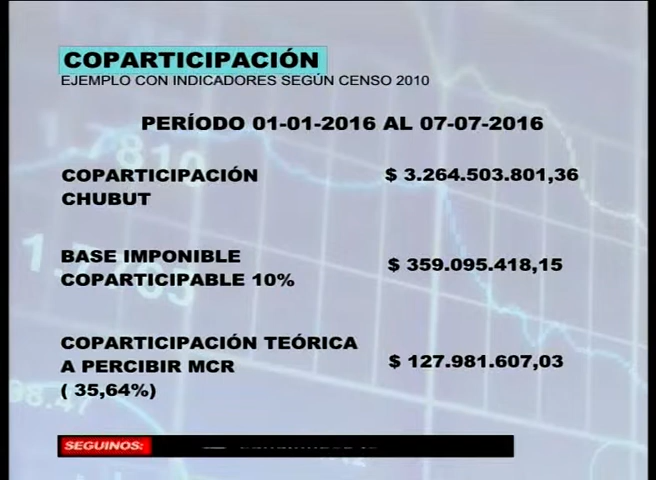 COPARTICIPACIÓN
EJEMPLO CON INDICADORES SEGÚN CENSO 2010
PERÍODO 01-01-2016 AL 07-07-2016
COPARTICIPACIÓN $ 3.264.503.801,36
CHUBUT
BASE IMPONIBLE
COPARTICIPABLE 10% $ 359.095.418,15
COPARTICIPACIÓN TEÓRICA
A PERCIBIR MCR $ 127.981.607,03
( 35,64%)
SEGUINOS: